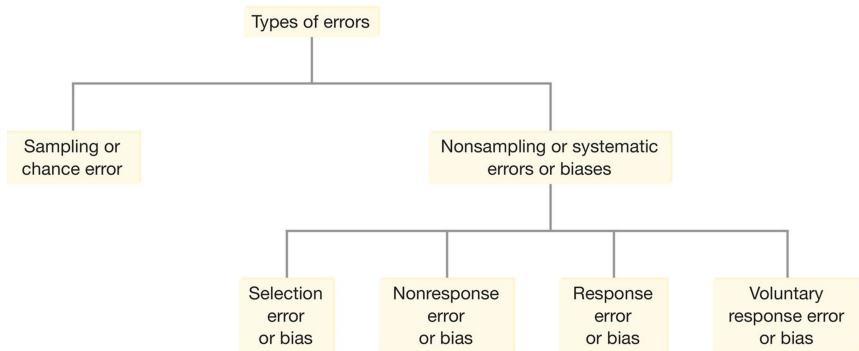 Types of errors
Sampling or
chance error
Nonsampling or systematic
errors or biases
Selection
error
or bias
Nonresponse
error
or bias
Response
error
or bias
Voluntary
response error
or bias